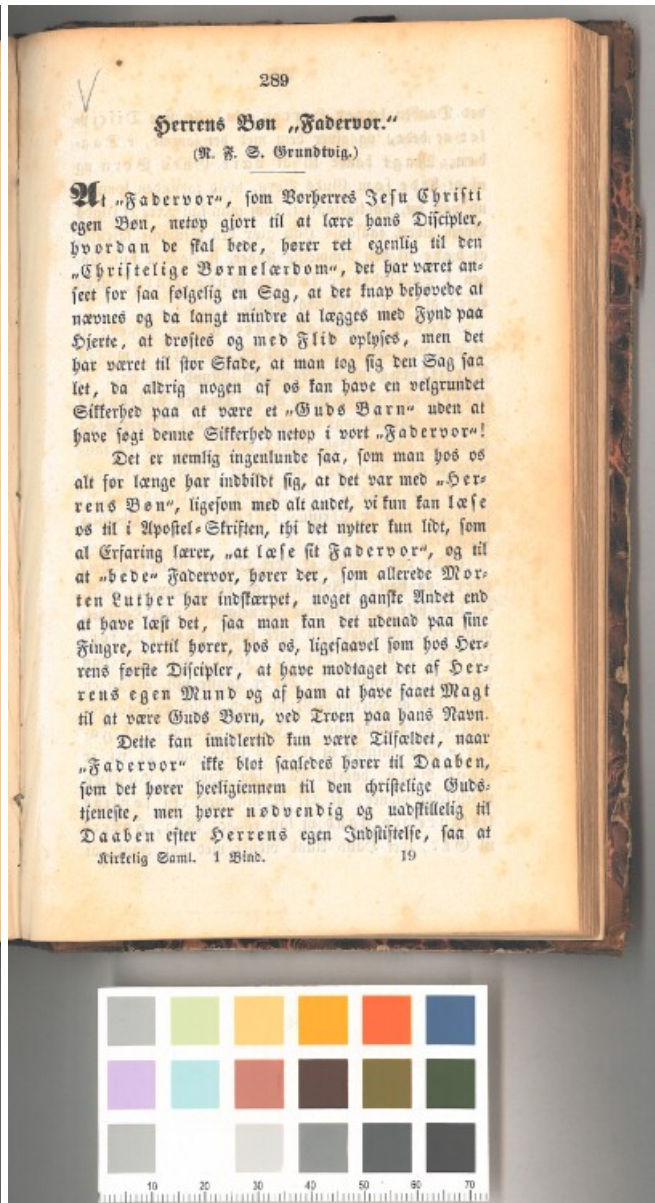 289
Herrens Bøn „Fadervor.“
(N. F. S. Grundtvig.)
At „Fadervor“, som Vorherres Jesu Christi
egen Bøn, netop gjort til at lære hans Discipler,
hvordan de skal bede, hører ret egenlig til den
„Christelige Børnelærdom“, det har været an-
seet for saa følgelig en Sag, at det knap behøvede at
nævnes og da langt mindre at lægges med Fynd paa
Hjerte, at drøftes og med Flid oplyses, men det
har været til stor Skade, at man tog sig den Sag saa
let, da aldrig nogen af os kan have en velgrundet
Sikkerhed paa at være et „Guds Barn“ uden at
have søgt denne Sikkerhed netop i vort „Fadervor“!
Det er nemlig ingenlunde saa, som man hos os
alt for længe har indbildt sig, at det var med „Her-
rens Bøn“, ligesom med alt andet, vi kun kan læse
os til i Apostel-Skriften, thi det nytter kun lidt, som
al Erfaring lærer, „at læse sit Fadervor“, og til
at „bede“ Fadervor, hører der, som allerede Mor-
ten Luther har indskærpet, noget ganske Andet end
at have læst det, saa man kan det udenad paa sine
Fingre, dertil hører, hos os, ligesaavel som hos Her-
rens første Discipler, at have modtaget det af Her-
rens egen Mund og af ham at have faaet Magt
til at være Guds Børn, ved Troen paa hans Navn.
Dette kan imidlertid kun være Tilfældet, naar
„Fadervor“ ikke blot saaledes hører til Daaben,
som det hører heeligiennem til den christelige Guds-
tjeneste, men hører nødvendig og uadskillelig til
Daaben efter Herrens egen Indstiftelse, saa at
Kirkelig Saml. 1 Bind. 19
10 20 30 40 50 60 70